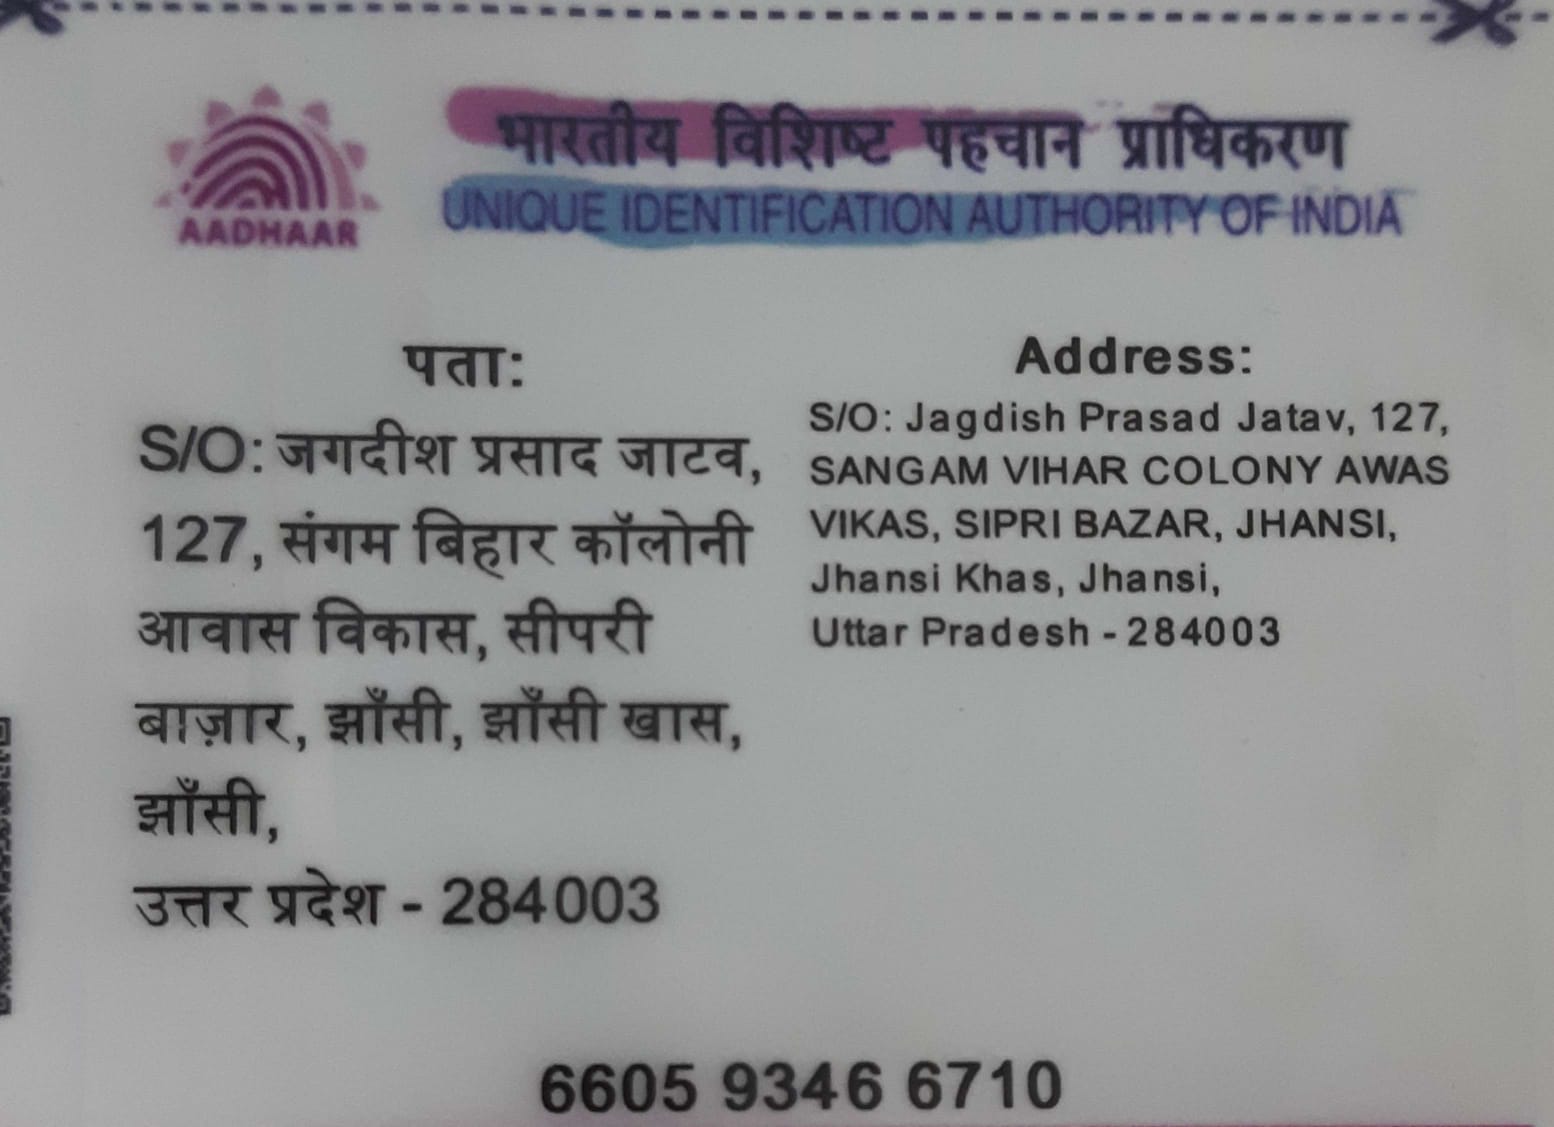 AADHAAR
भारतीय विशिष्ट पहचान प्राधिकरण
UNIQUE IDENTIFICATION AUTHORITY OF INDIA
पता:
S/O: जगदीश प्रसाद जाटव,
127, संगम बिहार कॉलोनी
आवास विकास, सीपरी
बाज़ार, झाँसी, झाँसी खास,
झाँसी,
उत्तर प्रदेश - 284003
Address:
S/O: Jagdish Prasad Jatav, 127,
SANGAM VIHAR COLONY AWAS
VIKAS, SIPRI BAZAR, JHANSI,
Jhansi Khas, Jhansi,
Uttar Pradesh - 284003
6605 9346 6710